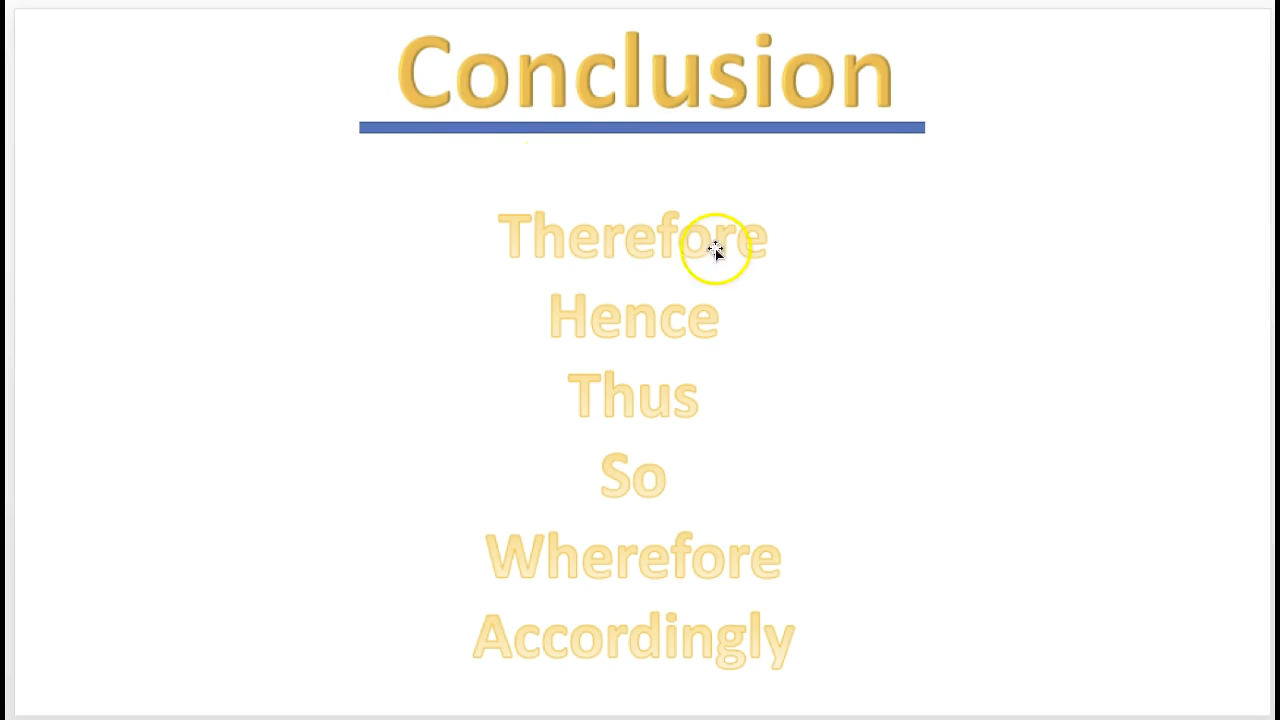 Conclusion
Therefore
Hence
Thus
So
Wherefore
Accordingly